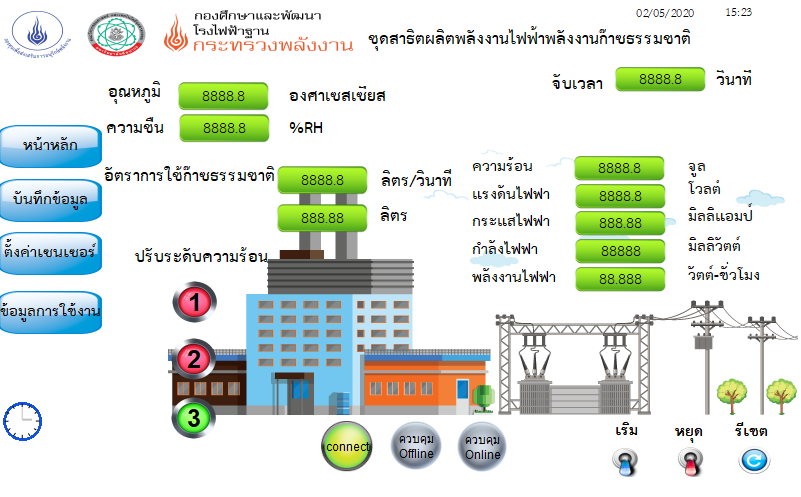 02/05/2020 15:23
กองศึกษาและพัฒนา
โรงไฟฟ้าฐาน
กระทรวงพลังงาน
ชุดสาธิตผลิตพลังงานไฟฟ้าพลังงานก๊าซธรรมชาติ
จับเวลา 8888.8 วินาที
อุณหภูมิ 8888.8 องศาเซสเซียส
ความชืน 8888.8 %RH
หน้าหลัก
บันทึกข้อมูล
ตั้งค่าเซนเซอร์
ข้อมูลการใช้งาน
อัตราการใช้ก๊าซธรรมชาติ 8888.8 ลิตร/วินาที
888.88 ลิตร
ความร้อน 8888.8 จูล
แรงดันไฟฟา 8888.8 โวลต์
กระแสไฟฟา 888.88 มิลลิแอมป์
กำลังไฟฟา 88888 มิลลิวัตต์
พลังงานไฟฟา 88.888 วัตต์-ชั่วโมง
ปรับระดับความร้อน
1
2
3
connect
ควบคุม
Offline
ควบคุม
Online
เริ่ม
หยุด
รีเซต